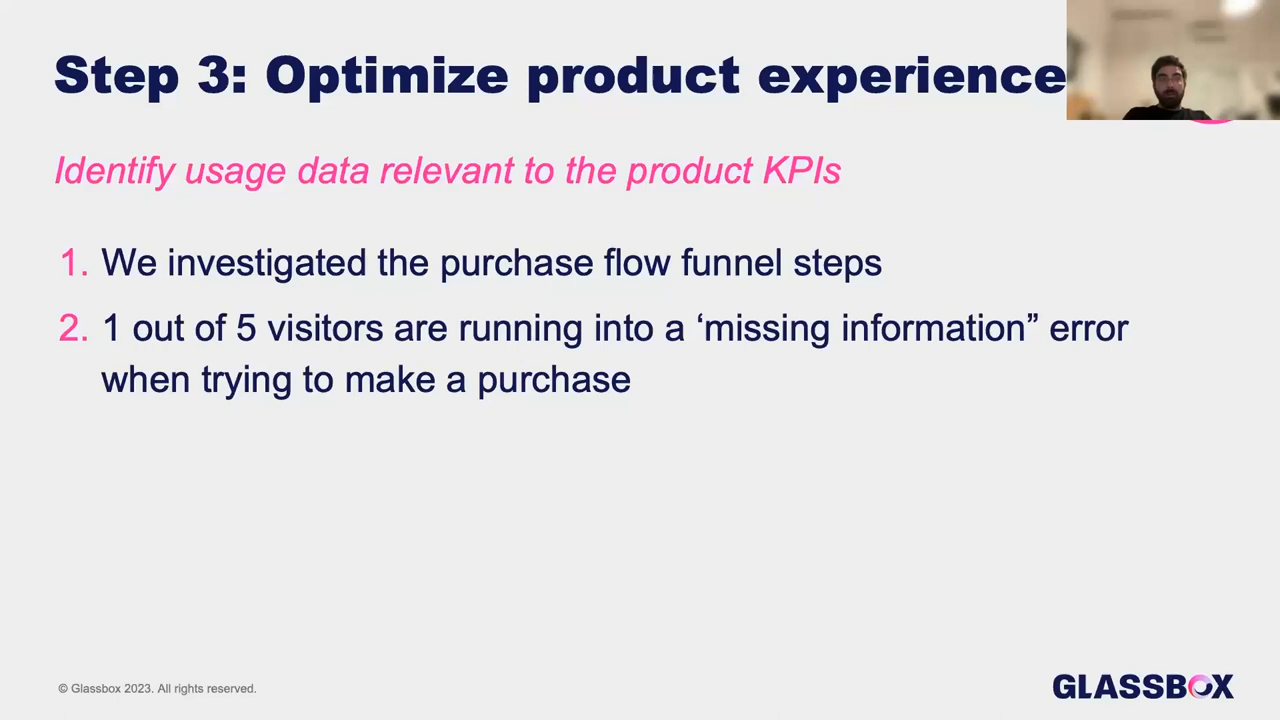 Step 3: Optimize product experience
Identify usage data relevant to the product KPIs
1. We investigated the purchase flow funnel steps
2. 1 out of 5 visitors are running into a ‘missing information” error
when trying to make a purchase
© Glassbox 2023. All rights reserved.
GLASSBOX